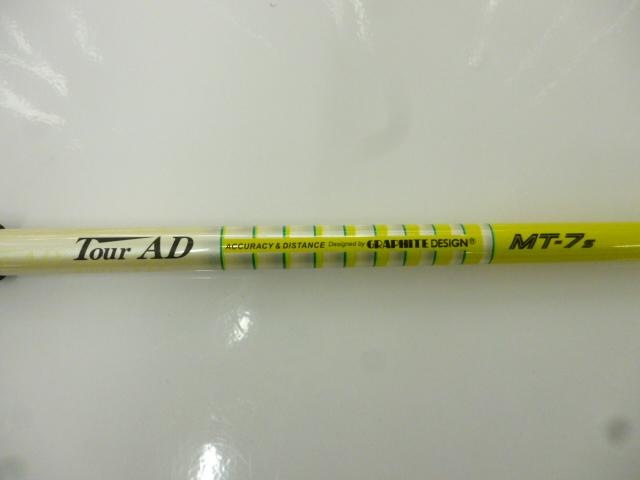 Tour AD ACCURACY & DISTANCE Designed by GRAPHITE DESIGN® MT-7s